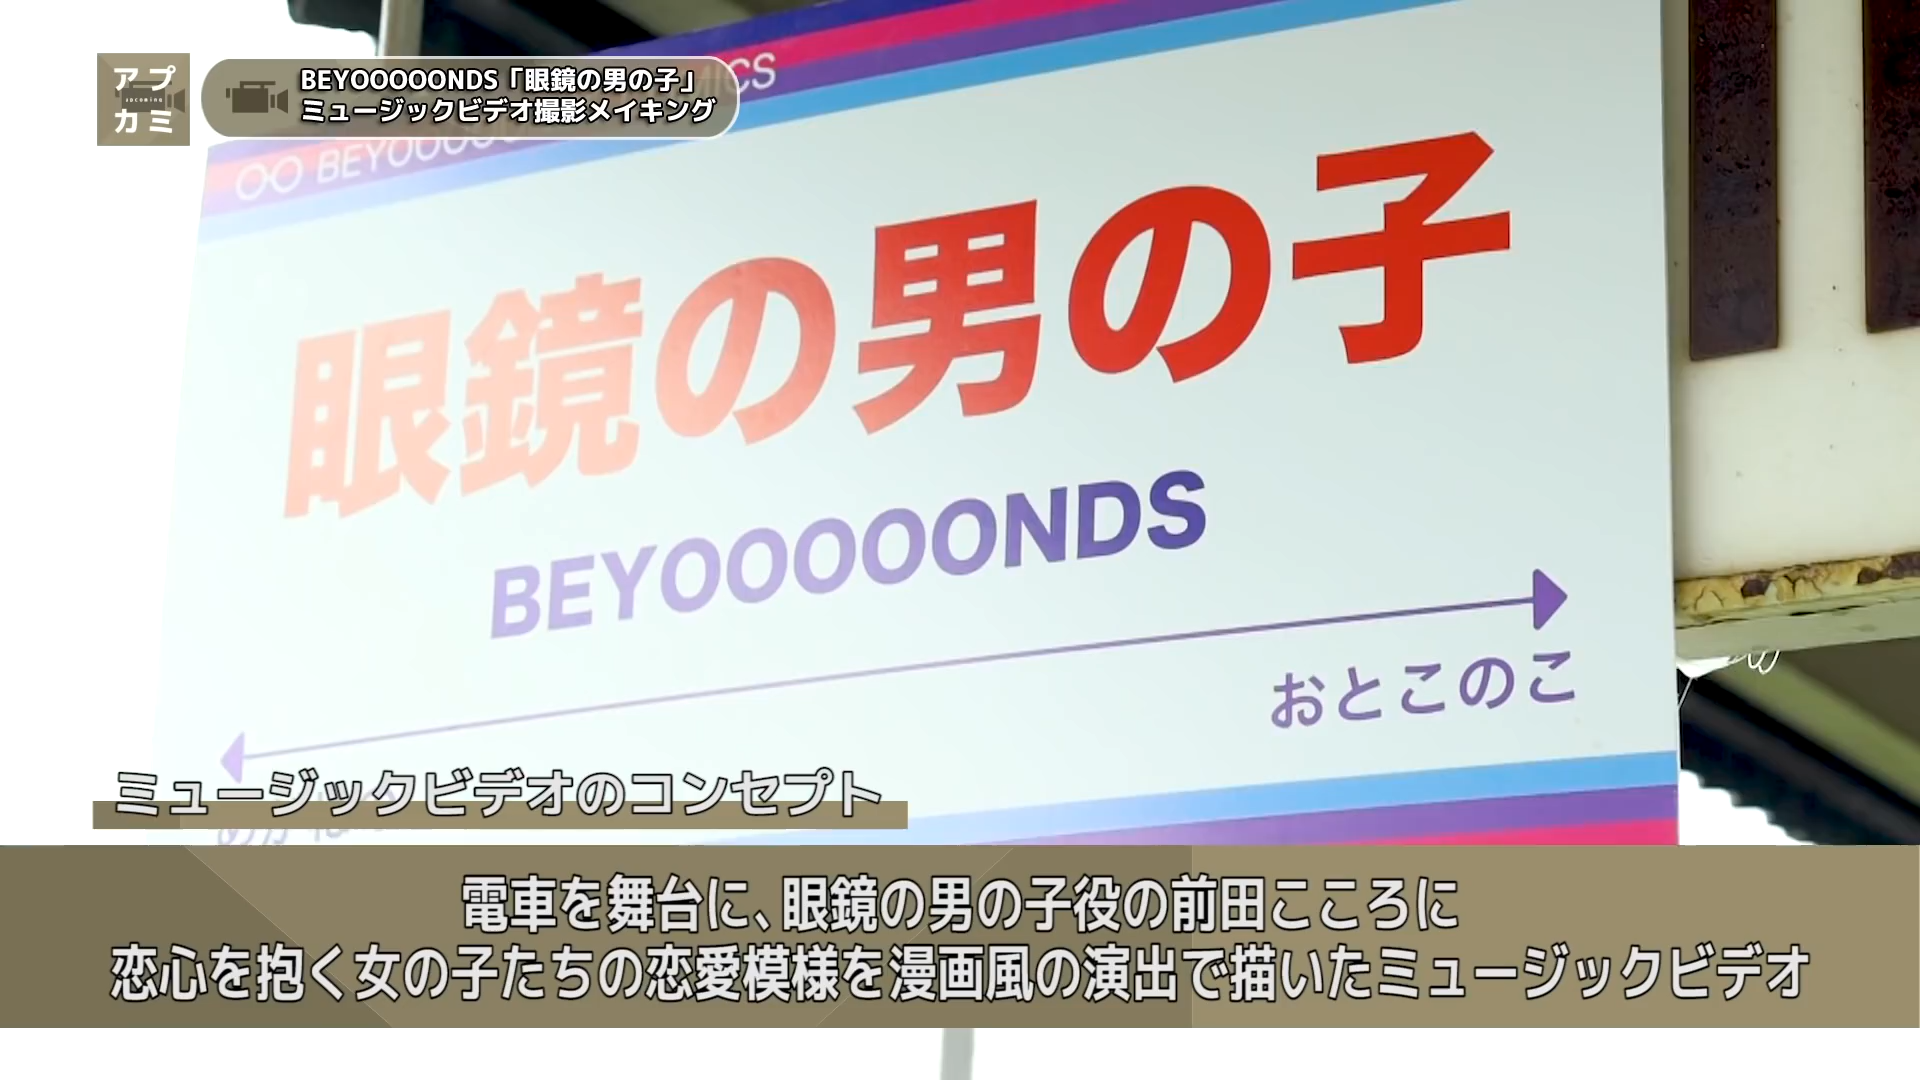 アプ
upcoming
カミ
BEYOOOOONDS「眼鏡の男の子」
ミュージックビデオ撮影メイキング
眼鏡の男の子
BEYOOOOONDS
おとこのこ
ミュージックビデオのコンセプト
電車を舞台に、眼鏡の男の子役の前田こころに
恋心を抱く女の子たちの恋愛模様を漫画風の演出で描いたミュージックビデオ